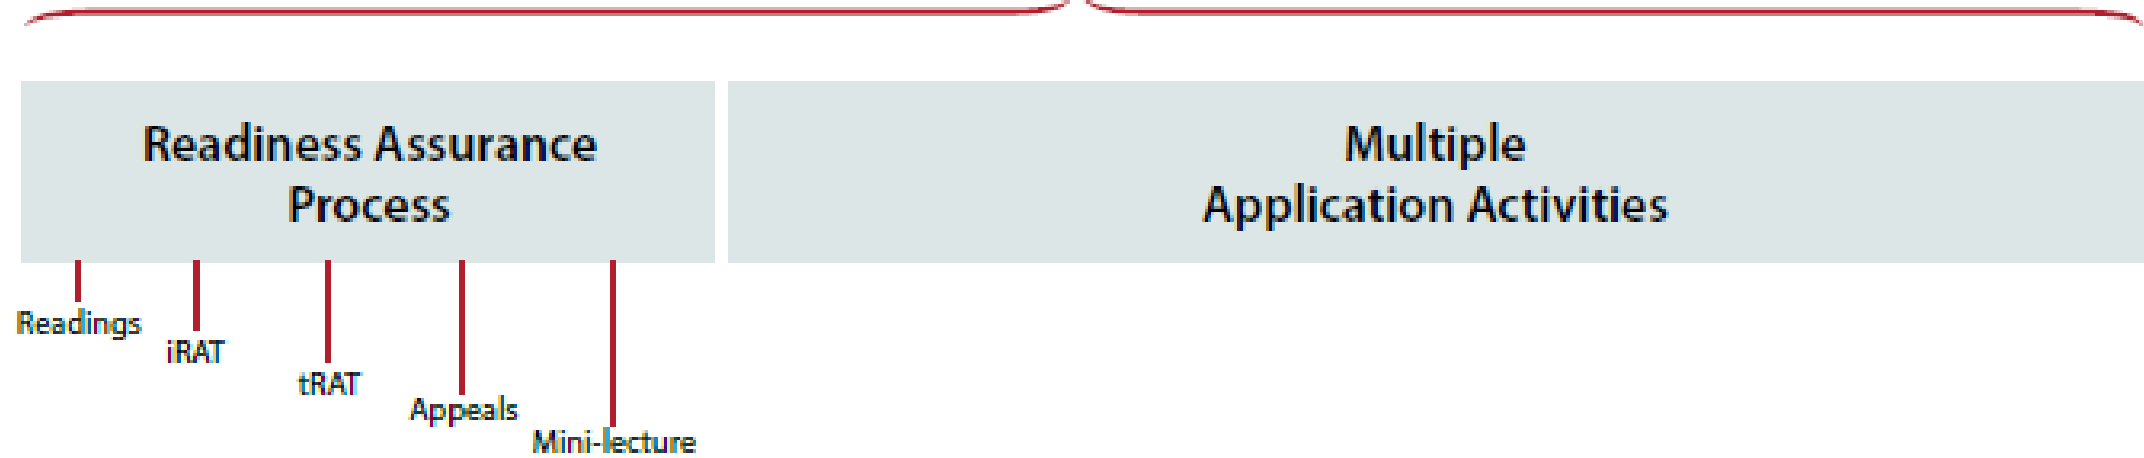 Readiness Assurance
Process
Multiple
Application Activities
Readings
iRAT
tRAT
Appeals
Mini-lecture